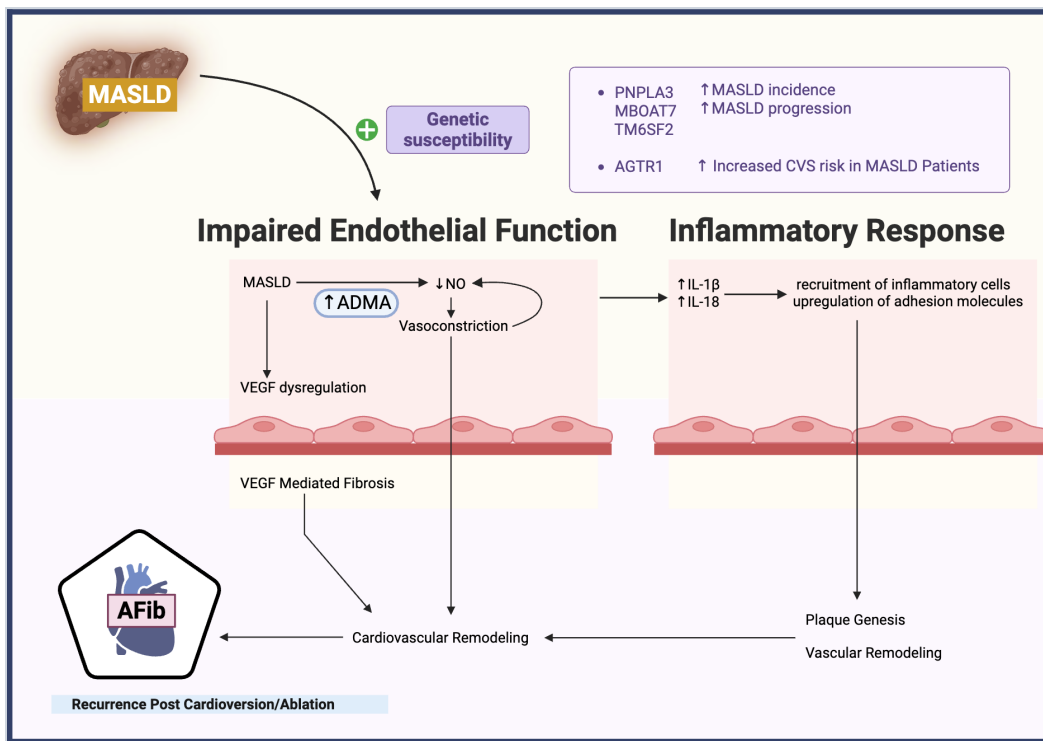 MASLD
Genetic
susceptibility
• PNPLA3 ↑MASLD incidence
MBOAT7 ↑MASLD progression
TM6SF2
• AGTR1 ↑ Increased CVS risk in MASLD Patients
Impaired Endothelial Function
Inflammatory Response
MASLD
↑ADMA
↓NO
Vasoconstriction
VEGF dysregulation
↑IL-1β
↑IL-18
recruitment of inflammatory cells
upregulation of adhesion molecules
VEGF Mediated Fibrosis
AFib
Cardiovascular Remodeling
Plaque Genesis
Vascular Remodeling
Recurrence Post Cardioversion/Ablation